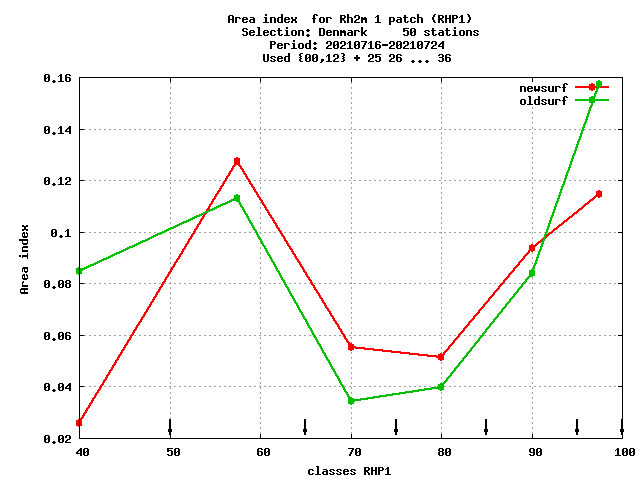 Area index  for Rh2m 1 patch (RHP1)
Selection: Denmark     50 stations
Period: 20210716-20210724
Used {00,12} + 25 26 ... 36
newsurf
oldsurf
0.16
0.14
0.12
0.1
0.08
0.06
0.04
0.02
Area index
40 50 60 70 80 90 100
classes RHP1